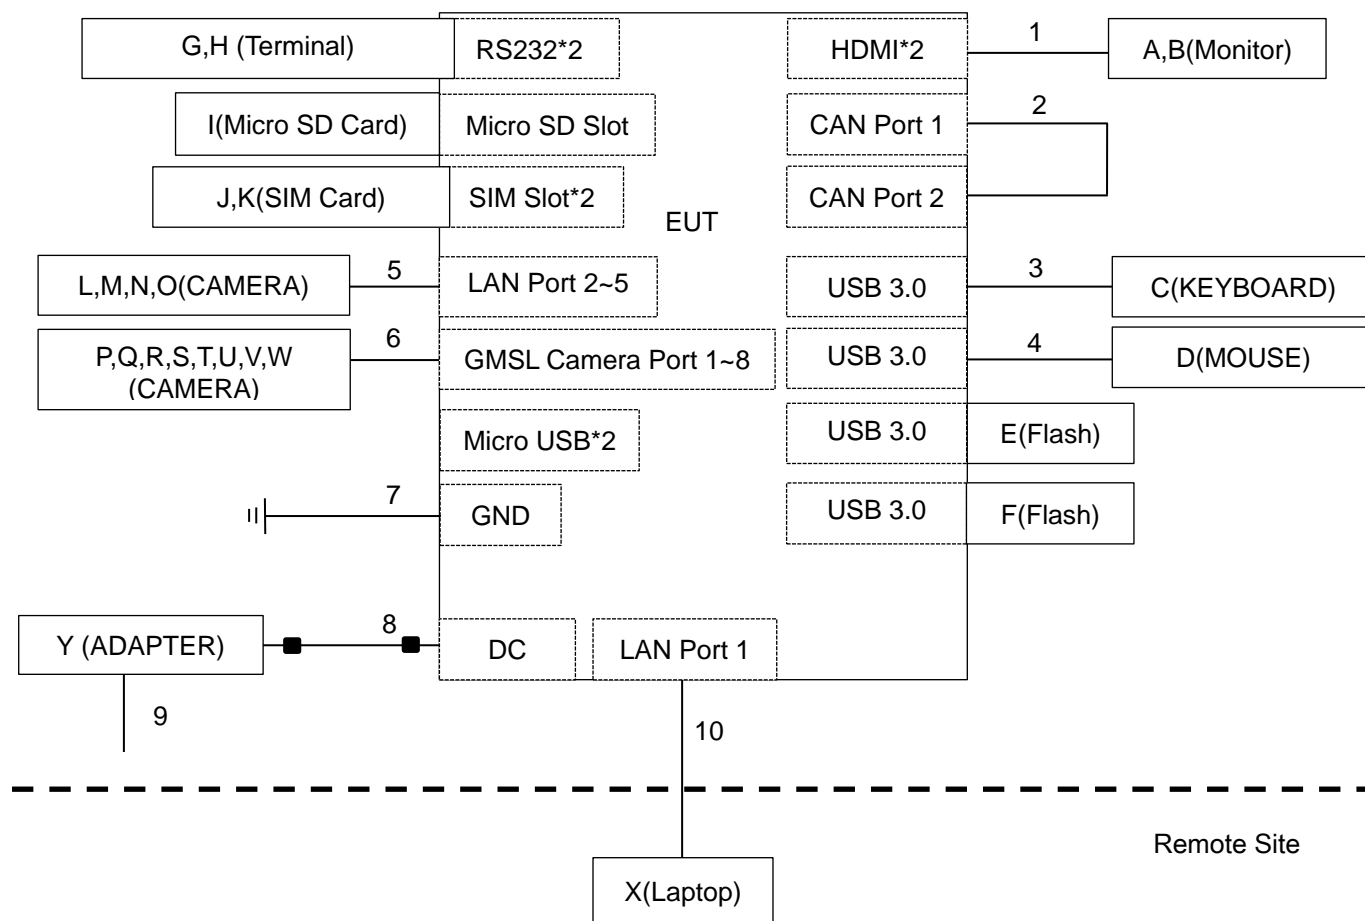 G,H (Terminal)
RS232*2
HDMI*2
1
A,B(Monitor)
I(Micro SD Card)
Micro SD Slot
CAN Port 1
2
J,K(SIM Card)
SIM Slot*2
EUT
CAN Port 2
L,M,N,O(CAMERA)
5
LAN Port 2~5
USB 3.0
3
C(KEYBOARD)
P,Q,R,S,T,U,V,W
(CAMERA)
6
GMSL Camera Port 1~8
USB 3.0
4
D(MOUSE)
Micro USB*2
USB 3.0
E(Flash)
7
GND
USB 3.0
F(Flash)
Y (ADAPTER)
8
DC
LAN Port 1
9
10
Remote Site
X(Laptop)